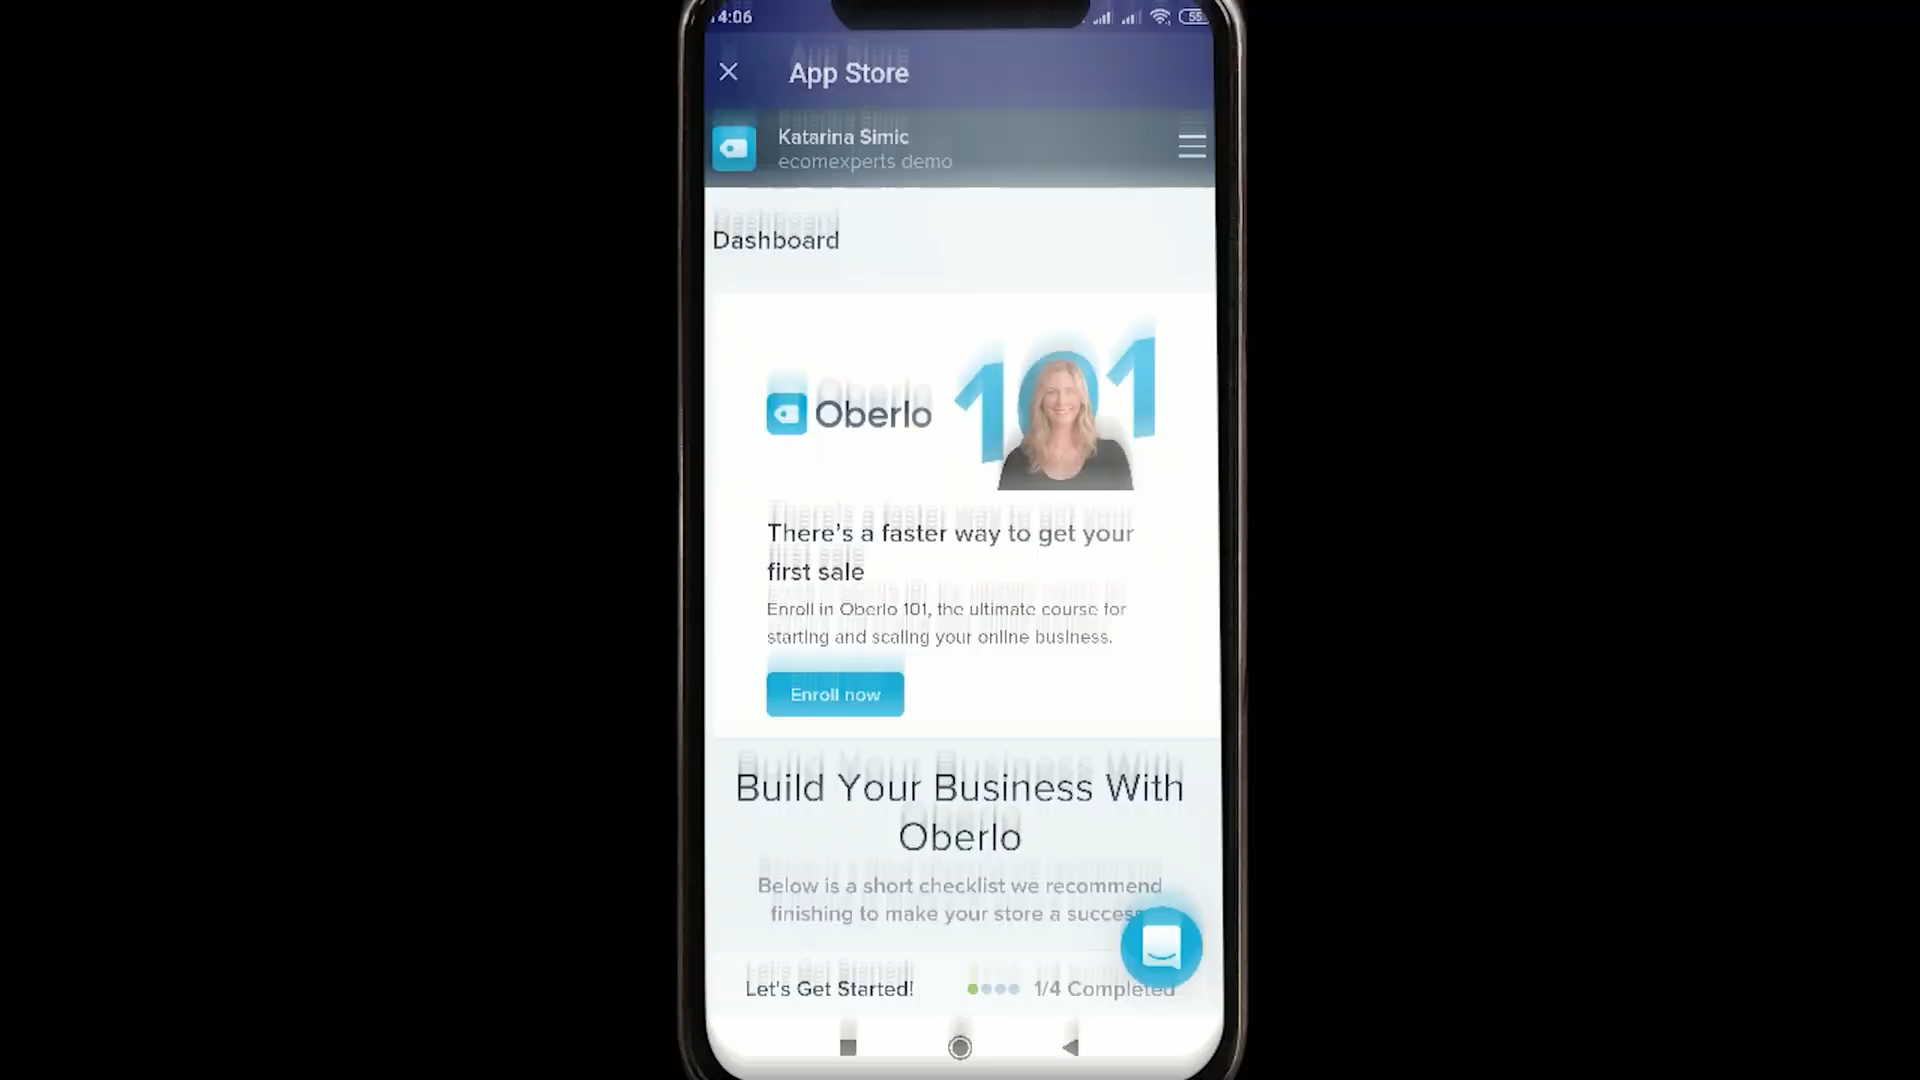 4:06
55
App Store
Katarina Simic
ecomexperts demo
Dashboard
Oberlo
101
There's a faster way to get your
first sale
Enroll in Oberlo 101, the ultimate course for
starting and scaling your online business.
Enroll now
Build Your Business With
Oberlo
Below is a short checklist we recommend
finishing to make your store a success
Let's Get Started!
1/4 Completed